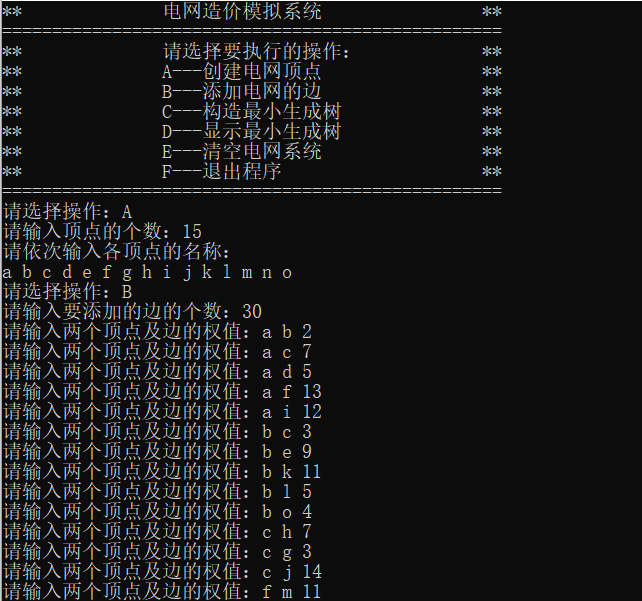 **              电网造价模拟系统                **
==================================================
**              请选择要执行的操作:             **
**              A---创建电网顶点                **
**              B---添加电网的边                **
**              C---构造最小生成树              **
**              D---显示最小生成树              **
**              E---清空电网系统                **
**              F---退出程序                    **
==================================================
请选择操作: A
请输入顶点的个数: 15
请依次输入各顶点的名称:
a b c d e f g h i j k l m n o
请选择操作: B
请输入要添加的边的个数: 30
请输入两个顶点及边的权值: a b 2
请输入两个顶点及边的权值: a c 7
请输入两个顶点及边的权值: a d 5
请输入两个顶点及边的权值: a f 13
请输入两个顶点及边的权值: a i 12
请输入两个顶点及边的权值: b c 3
请输入两个顶点及边的权值: b e 9
请输入两个顶点及边的权值: b k 11
请输入两个顶点及边的权值: b l 5
请输入两个顶点及边的权值: b o 4
请输入两个顶点及边的权值: c h 7
请输入两个顶点及边的权值: c g 3
请输入两个顶点及边的权值: c j 14
请输入两个顶点及边的权值: f m 11